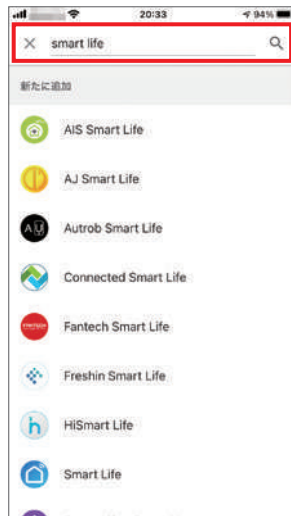 20:33
94%
smart life
新たに追加
AIS Smart Life
AJ Smart Life
Autrob Smart Life
Connected Smart Life
FANTECH
Fantech Smart Life
Freshin Smart Life
h
HiSmart Life
Smart Life